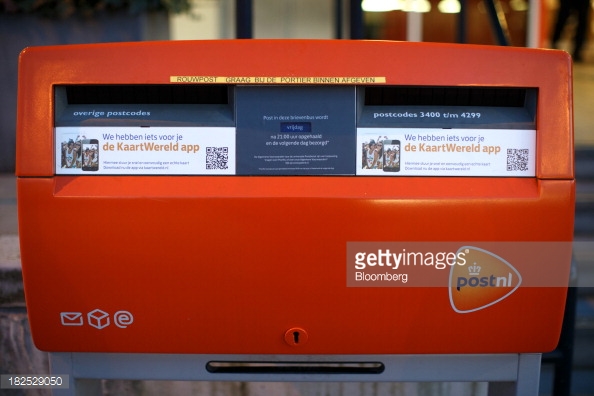 ROUWPOST GRAAG BIJ DE PORTIER BINNEN AFGEVEN
overige postcodes
We hebben iets voor je
de KaartWereld app
Post in deze brievenbus wordt
vrijdag
na 21:00 uur opgehaald
en de volgende dag bezorgd*
postcodes 3400 t/m 4299
We hebben iets voor je
de KaartWereld app
gettyimages®
Bloomberg
postnl
182529050